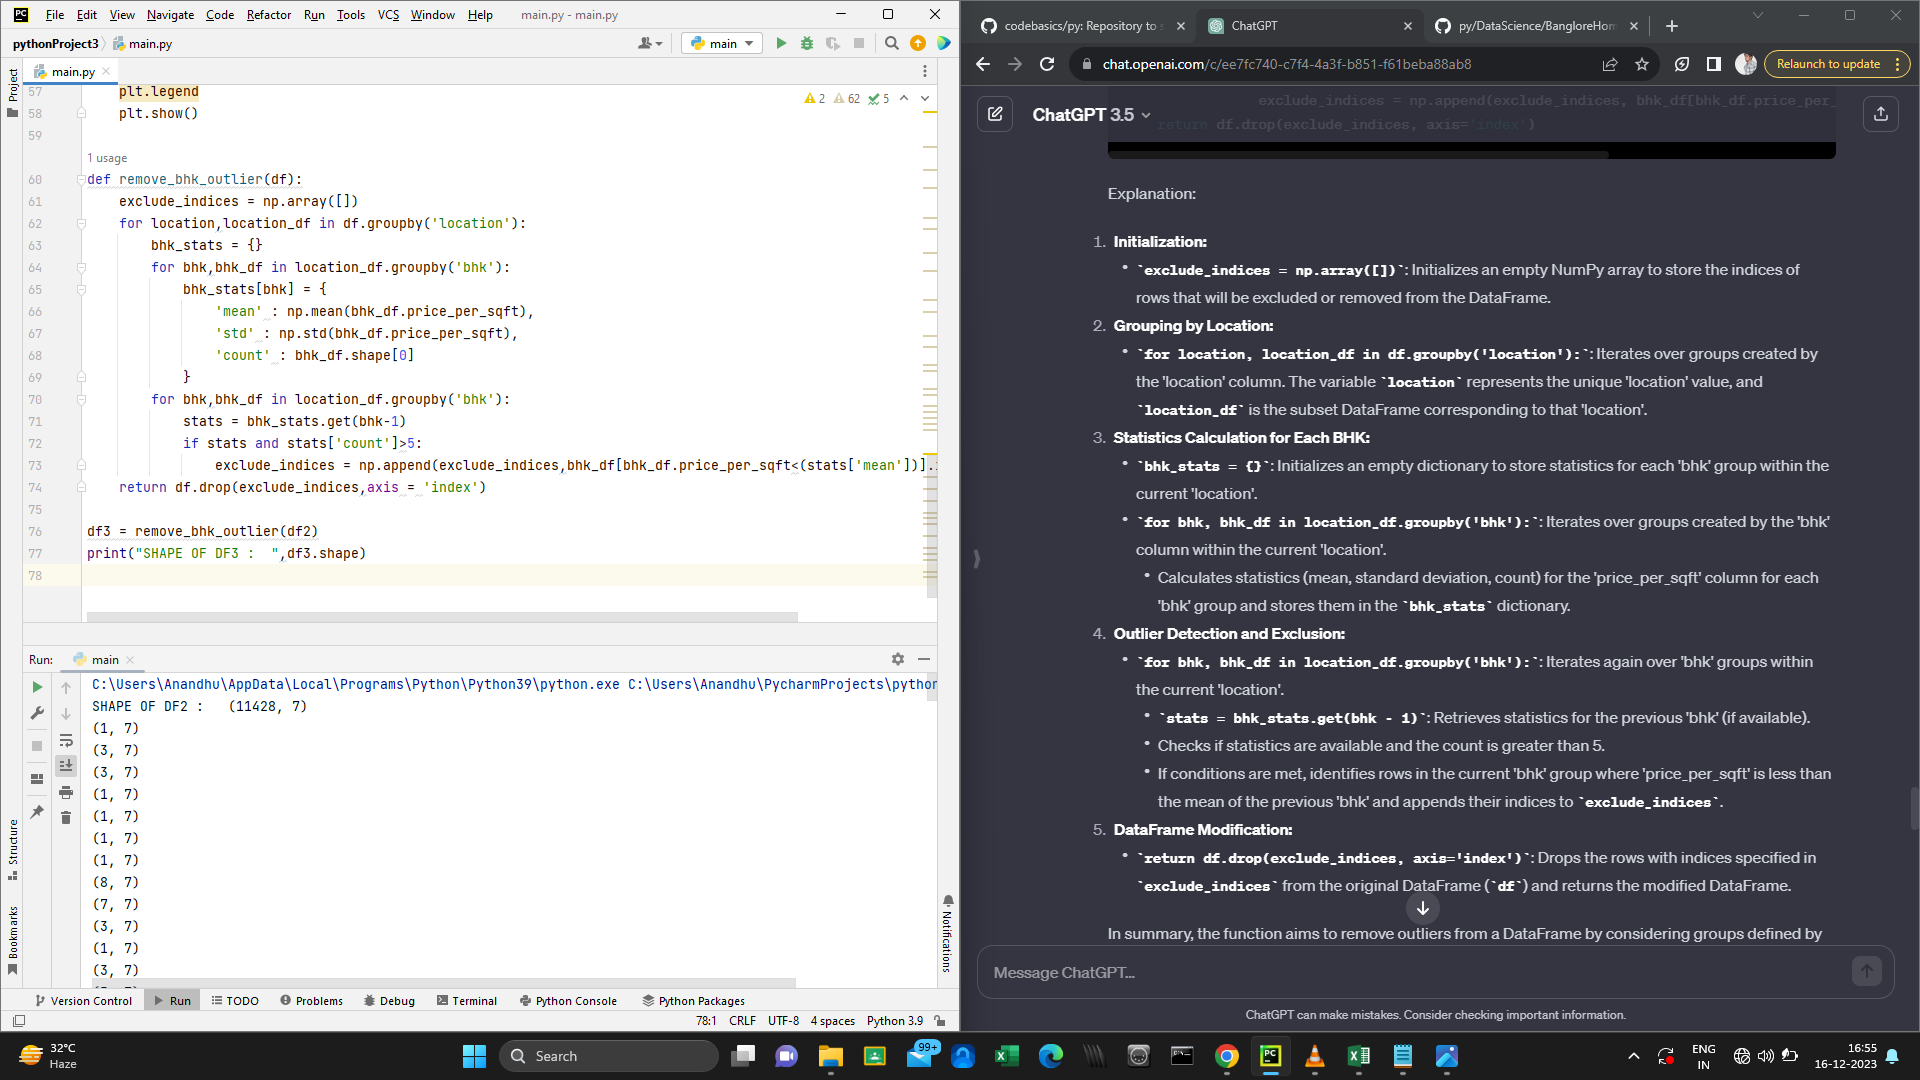 File Edit View Navigate Code Refactor Run Tools VCS Window Help main.py - main.py
pythonProject3 main.py
main
main.py
Project
2 62 5
57 plt.legend
58 plt.show()
59
1 usage
60 def remove_bhk_outlier(df):
61 exclude_indices = np.array([])
62 for location,location_df in df.groupby('location'):
63 bhk_stats = {}
64 for bhk,bhk_df in location_df.groupby('bhk'):
65 bhk_stats[bhk] = {
66 'mean' : np.mean(bhk_df.price_per_sqft),
67 'std' : np.std(bhk_df.price_per_sqft),
68 'count' : bhk_df.shape[0]
69 }
70 for bhk,bhk_df in location_df.groupby('bhk'):
71 stats = bhk_stats.get(bhk-1)
72 if stats and stats['count']>5:
73 exclude_indices = np.append(exclude_indices,bhk_df[bhk_df.price_per_sqft<(stats['mean'])].
74 return df.drop(exclude_indices,axis = 'index')
75
76 df3 = remove_bhk_outlier(df2)
77 print("SHAPE OF DF3 :  ",df3.shape)
78
Run: main
C:\Users\Anandhu\AppData\Local\Programs\Python\Python39\python.exe C:\Users\Anandhu\PycharmProjects\python
SHAPE OF DF2 :   (11428, 7)
(1, 7)
(3, 7)
(3, 7)
(1, 7)
(1, 7)
(1, 7)
(1, 7)
(8, 7)
(7, 7)
(3, 7)
(1, 7)
(3, 7)
Structure
Bookmarks
Notifications
Version Control Run TODO Problems Debug Terminal Python Console Python Packages
78:1 CRLF UTF-8 4 spaces Python 3.9
codebasics/py: Repository to ChatGPT py/DataScience/BangloreHom
chat.openai.com/c/ee7fc740-c7f4-4a3f-b851-f61beba88ab8
Relaunch to update
exclude_indices = np.append(exclude_indices, bhk_df[bhk_df.price_per_
ChatGPT 3.5
return df.drop(exclude_indices, axis='index')
Explanation:
1. Initialization:
• `exclude_indices = np.array([])`: Initializes an empty NumPy array to store the indices of
rows that will be excluded or removed from the DataFrame.
2. Grouping by Location:
• `for location, location_df in df.groupby('location'):`: Iterates over groups created by
the 'location' column. The variable `location` represents the unique 'location' value, and
`location_df` is the subset DataFrame corresponding to that 'location'.
3. Statistics Calculation for Each BHK:
• `bhk_stats = {}`: Initializes an empty dictionary to store statistics for each 'bhk' group within the
current 'location'.
• `for bhk, bhk_df in location_df.groupby('bhk'):`: Iterates over groups created by the 'bhk'
column within the current 'location'.
• Calculates statistics (mean, standard deviation, count) for the 'price_per_sqft' column for each
'bhk' group and stores them in the `bhk_stats` dictionary.
4. Outlier Detection and Exclusion:
• `for bhk, bhk_df in location_df.groupby('bhk'):`: Iterates again over 'bhk' groups within
the current 'location'.
• `stats = bhk_stats.get(bhk - 1)`: Retrieves statistics for the previous 'bhk' (if available).
• Checks if statistics are available and the count is greater than 5.
• If conditions are met, identifies rows in the current 'bhk' group where 'price_per_sqft' is less than
the mean of the previous 'bhk' and appends their indices to `exclude_indices`.
5. DataFrame Modification:
• `return df.drop(exclude_indices, axis='index')`: Drops the rows with indices specified in
`exclude_indices` from the original DataFrame (`df`) and returns the modified DataFrame.
In summary, the function aims to remove outliers from a DataFrame by considering groups defined by
Message ChatGPT...
ChatGPT can make mistakes. Consider checking important information.
32°C
Haze
Search
99+
ENG
IN
16:55
16-12-2023